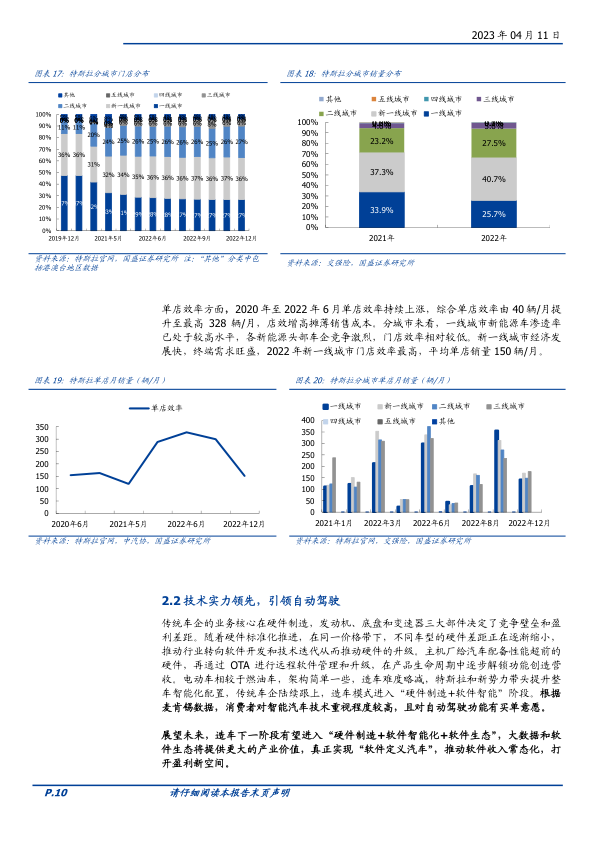 2023 年 04 月 11 日
图表 17：特斯拉分城市门店分布
其他 五线城市 四线城市 三线城市
二线城市 新一线城市 一线城市
100%
90%
80%
70%
60%
50%
40%
30%
20%
10%
0%
11% 11% 20% 24% 25% 26% 25% 26% 26% 25% 26% 27%
36% 36% 31% 32% 34% 35% 36% 36% 36% 37% 36%
2019年12月 2021年5月 2022年6月 2022年12月
资料来源：特斯拉官网，国盛证券研究所 注：“其他”分类中包
括港澳台地区数据
图表 18：特斯拉分城市销量分布
其他 五线城市 四线城市 三线城市
二线城市 新一线城市 一线城市
100%
90%
80%
70%
60%
50%
40%
30%
20%
10%
0%
23.2% 27.5%
37.3% 40.7%
33.9% 25.7%
2021年 2022年
资料来源：交强险，国盛证券研究所
单店效率方面，2020 年至 2022 年 6 月单店效率持续上涨，综合单店效率由 40 辆/月提
升至最高 328 辆/月，店效增高摊薄销售成本。分城市来看，一线城市新能源车渗透率
已处于较高水平，各新能源头部车企竞争激烈，门店效率相对较低。新一线城市经济发
展快，终端需求旺盛，2022 年新一线城市门店效率最高，平均单店销量 150 辆/月。
图表 19：特斯拉单店月销量（辆/月）
单店效率
350
300
250
200
150
100
50
0
2020年6月 2021年5月 2022年6月 2022年12月
资料来源：特斯拉官网，中汽协，国盛证券研究所
图表 20：特斯拉分城市单店月销量（辆/月）
一线城市 新一线城市 二线城市 三线城市
四线城市 五线城市 其他
400
350
300
250
200
150
100
50
0
2021年1月 2022年3月 2022年6月 2022年8月 2022年12月
资料来源：特斯拉官网，交强险，国盛证券研究所
2.2 技术实力领先，引领自动驾驶
传统车企的业务核心在硬件制造，发动机、底盘和变速器三大部件决定了竞争壁垒和盈
利差距。随着硬件标准化推进，在同一价格带下，不同车型的硬件差距正在逐渐缩小，
推动行业转向软件开发和技术迭代从而推动硬件的升级。主机厂给汽车配备性能超前的
硬件，再通过 OTA 进行远程软件管理和升级，在产品生命周期中逐步解锁功能创造营
收。电动车相较于燃油车，架构简单一些，造车难度略减，特斯拉和新势力带头提升整
车智能化配置，传统车企陆续跟上，造车模式进入“硬件制造+软件智能”阶段。根据
麦肯锡数据，消费者对智能汽车技术重视程度较高，且对自动驾驶功能有买单意愿。
展望未来，造车下一阶段有望进入“硬件制造+软件智能化+软件生态”，大数据和软
件生态将提供更大的产业价值，真正实现“软件定义汽车”，推动软件收入常态化，打
开盈利新空间。
P.10 请仔细阅读本报告末页声明